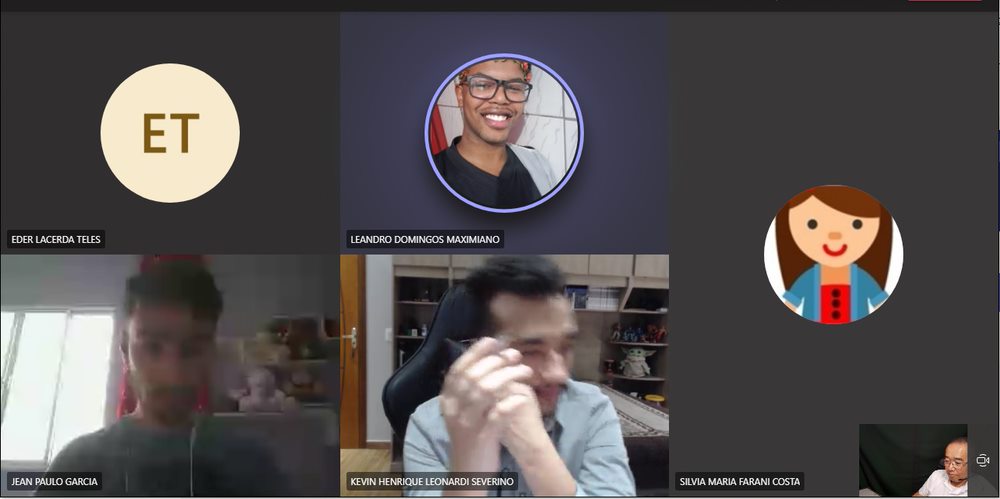 ET
EDER LACERDA TELES
LEANDRO DOMINGOS MAXIMIANO
JEAN PAULO GARCIA
KEVIN HENRIQUE LEONARDI SEVERINO
SILVIA MARIA FARANI COSTA